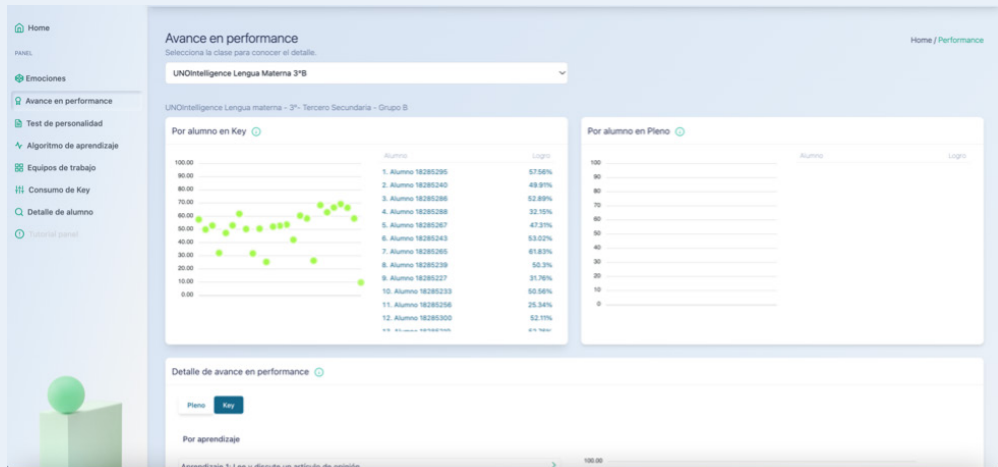 Home
PANEL
Emociones
Avance en performance
Test de personalidad
Algoritmo de aprendizaje
Equipos de trabajo
Consumo de Key
Detalle de alumno
Tutorial panel
Avance en performance
Home / Performance
Selecciona la clase para conocer el detalle.
UNOIntelligence Lengua Materna 3°B
UNOIntelligence Lengua materna - 3°- Tercero Secundaria - Grupo B
Por alumno en Key
100.00
90.00
80.00
70.00
60.00
50.00
40.00
30.00
20.00
10.00
0.00
Alumno Logro
1. Alumno 18285295 57.56%
2. Alumno 18285240 49.91%
3. Alumno 18285286 52.89%
4. Alumno 18285288 32.15%
5. Alumno 18285267 47.31%
6. Alumno 18285243 53.02%
7. Alumno 18285265 61.83%
8. Alumno 18285239 50.3%
9. Alumno 18285227 31.76%
10. Alumno 18285233 50.56%
11. Alumno 18285256 25.34%
12. Alumno 18285300 52.11%
Por alumno en Pleno
100
90
80
70
60
50
40
30
20
10
0
Alumno Logro
Detalle de avance en performance
Pleno Key
Por aprendizaje
Aprendizaje 1: Lee y discute un artículo de opinión
100.00